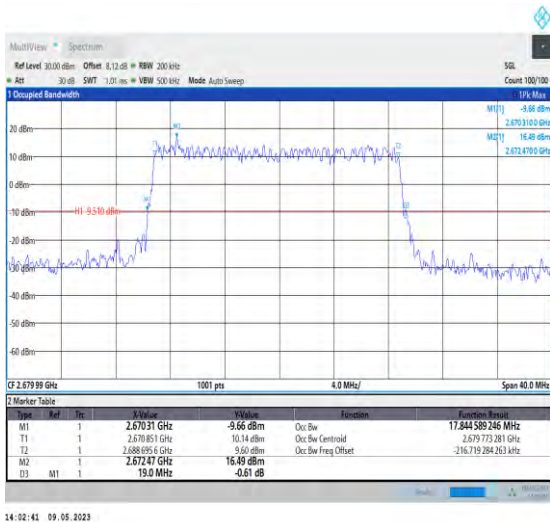 MultiView Spectrum
Ref Level 30.00 dBm Offset 8.12 dB RBW 200 kHz SGL
Att 30 dB SWT 1.01 ms VBW 500 kHz Mode Auto Sweep Count 100/100
1 Occupied Bandwidth 1Pk Max
M1[1] -9.66 dBm
2.670 310 0 GHz
M2[1] 16.49 dBm
2.672 470 0 GHz
20 dBm
10 dBm
0 dBm
-10 dBm
H1 -9.510 dBm
-30 dBm
-40 dBm
-50 dBm
-60 dBm
M2
T1
T2
CF 2.679 99 GHz 1001 pts 4.0 MHz/ Span 40.0 MHz
2 Marker Table
Type Ref Trc X-Value Y-Value Function Function Result
M1 1 2.670 31 GHz -9.66 dBm Occ Bw 17.844 589 246 MHz
T1 1 2.670 851 GHz 10.14 dBm Occ Bw Centroid 2.679 773 281 GHz
T2 1 2.688 695 6 GHz 9.60 dBm Occ Bw Freq Offset -216.719 284 263 kHz
M2 1 2.672 47 GHz 16.49 dBm
D3 M1 1 19.0 MHz -0.61 dB
Ready
14:02:41 09.05.2023